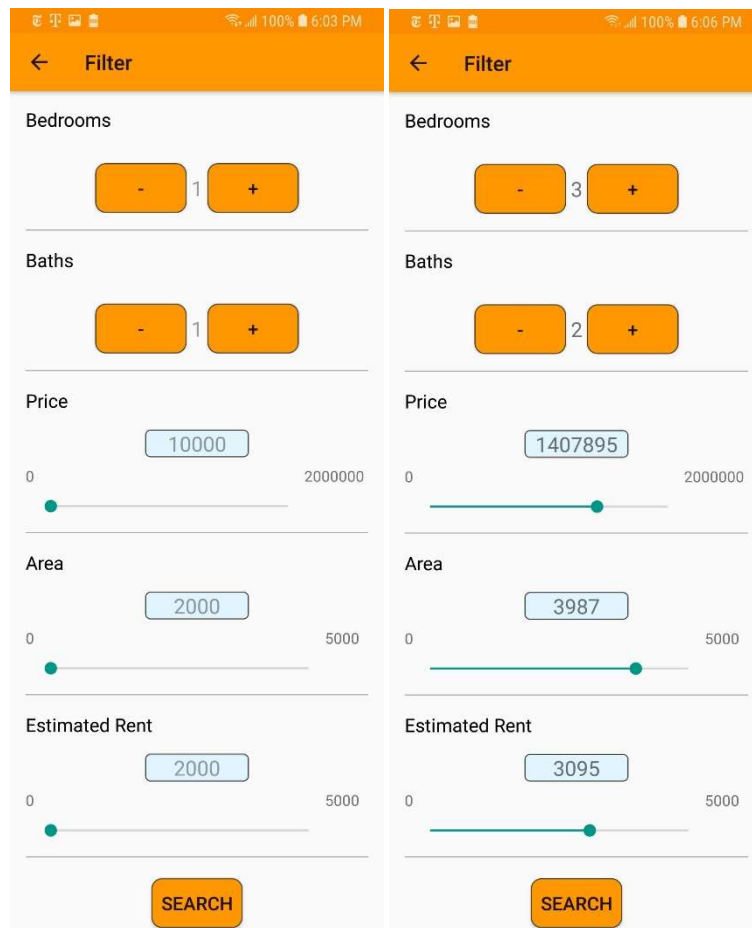 100% 6:03 PM
Filter
Bedrooms
- 1 +
Baths
- 1 +
Price
10000
0 2000000
Area
2000
0 5000
Estimated Rent
2000
0 5000
SEARCH
100% 6:06 PM
Filter
Bedrooms
- 3 +
Baths
- 2 +
Price
1407895
0 2000000
Area
3987
0 5000
Estimated Rent
3095
0 5000
SEARCH